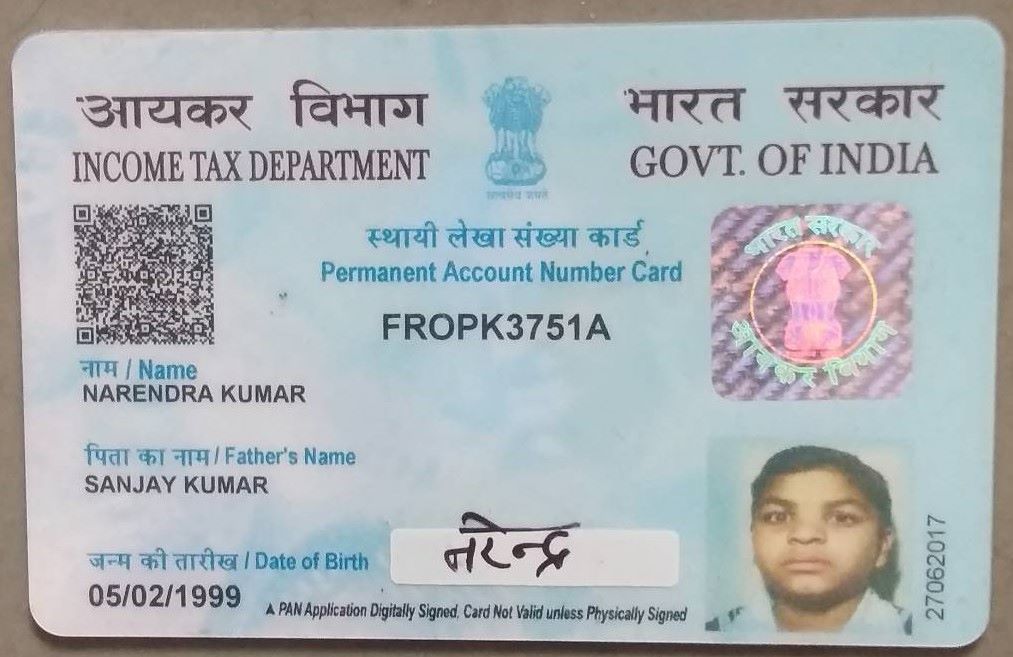 आयकर विभाग
INCOME TAX DEPARTMENT
सत्यमेव जयते
भारत सरकार
GOVT. OF INDIA
स्थायी लेखा संख्या कार्ड
Permanent Account Number Card
FROPK3751A
भारत सरकार
आयकर विभाग
नाम / Name
NARENDRA KUMAR
पिता का नाम / Father's Name
SANJAY KUMAR
जन्म की तारीख / Date of Birth
05/02/1999
नरेन्द्र
▲ PAN Application Digitally Signed, Card Not Valid unless Physically Signed
27062017